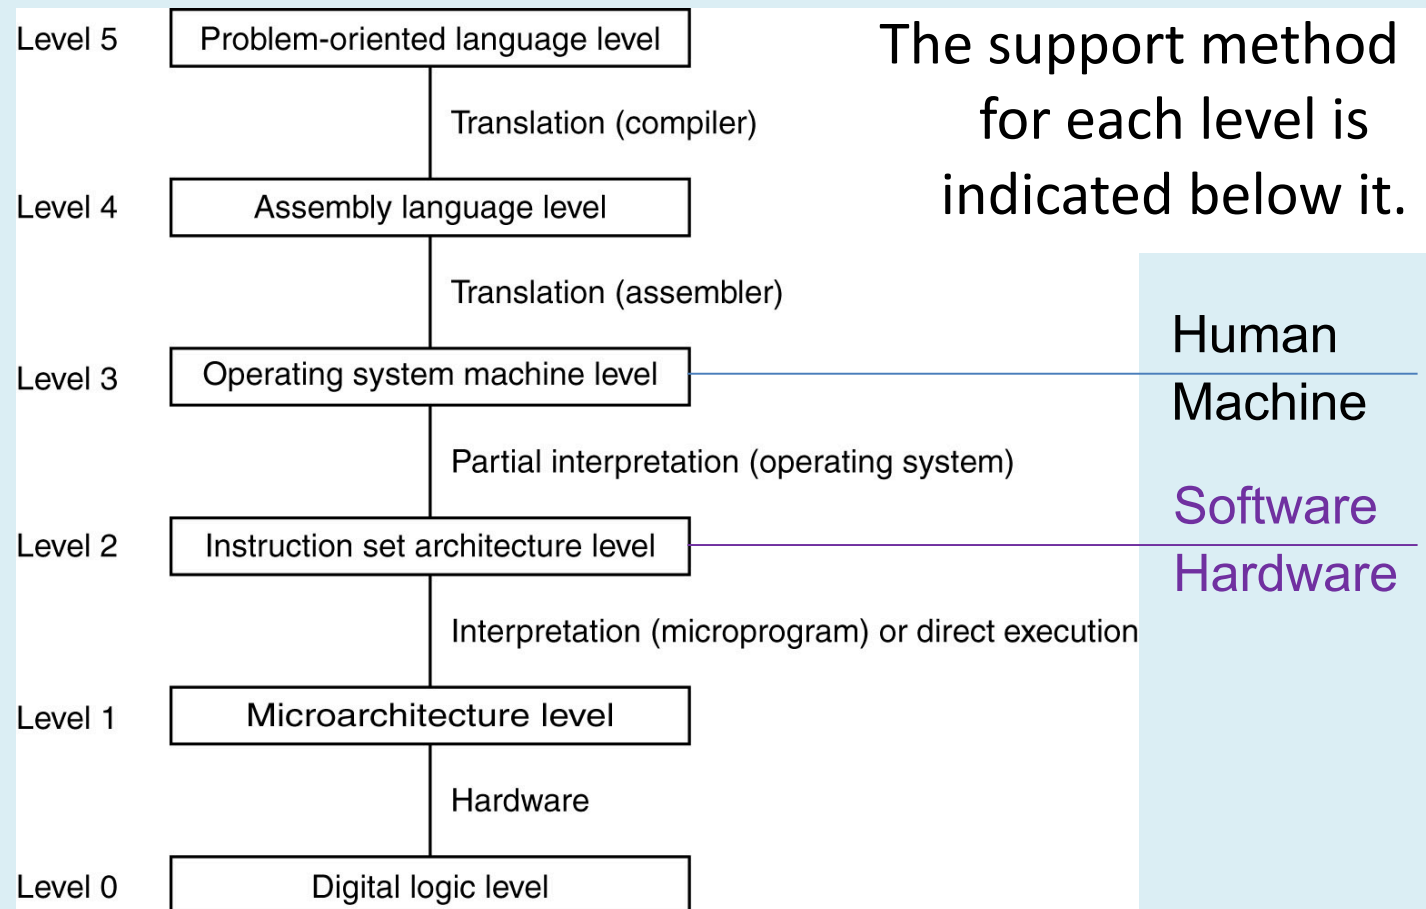 Level 5
Problem-oriented language level
The support method
for each level is
indicated below it.
Translation (compiler)
Level 4
Assembly language level
Translation (assembler)
Level 3
Operating system machine level
Human
Machine
Partial interpretation (operating system)
Level 2
Instruction set architecture level
Software
Hardware
Interpretation (microprogram) or direct execution
Level 1
Microarchitecture level
Hardware
Level 0
Digital logic level